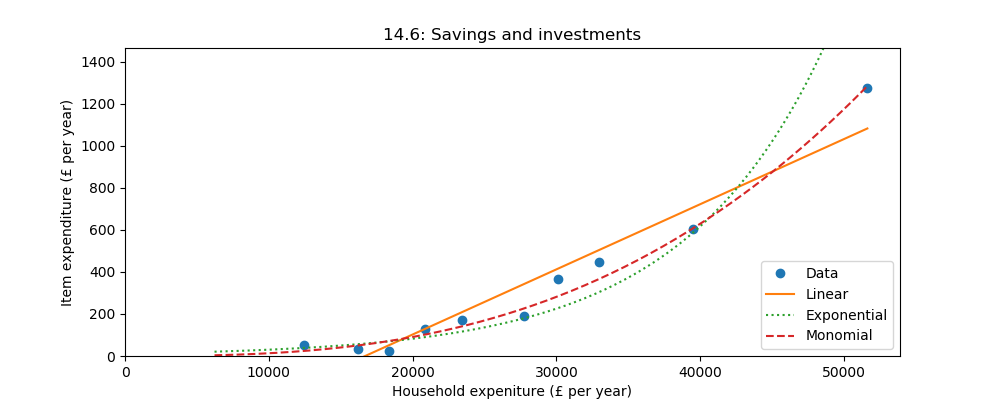 14.6: Savings and investments
Item expenditure (£ per year)
1400
1200
1000
800
600
400
200
0
0 10000 20000 30000 40000 50000
Household expeniture (£ per year)
Data
Linear
Exponential
Monomial